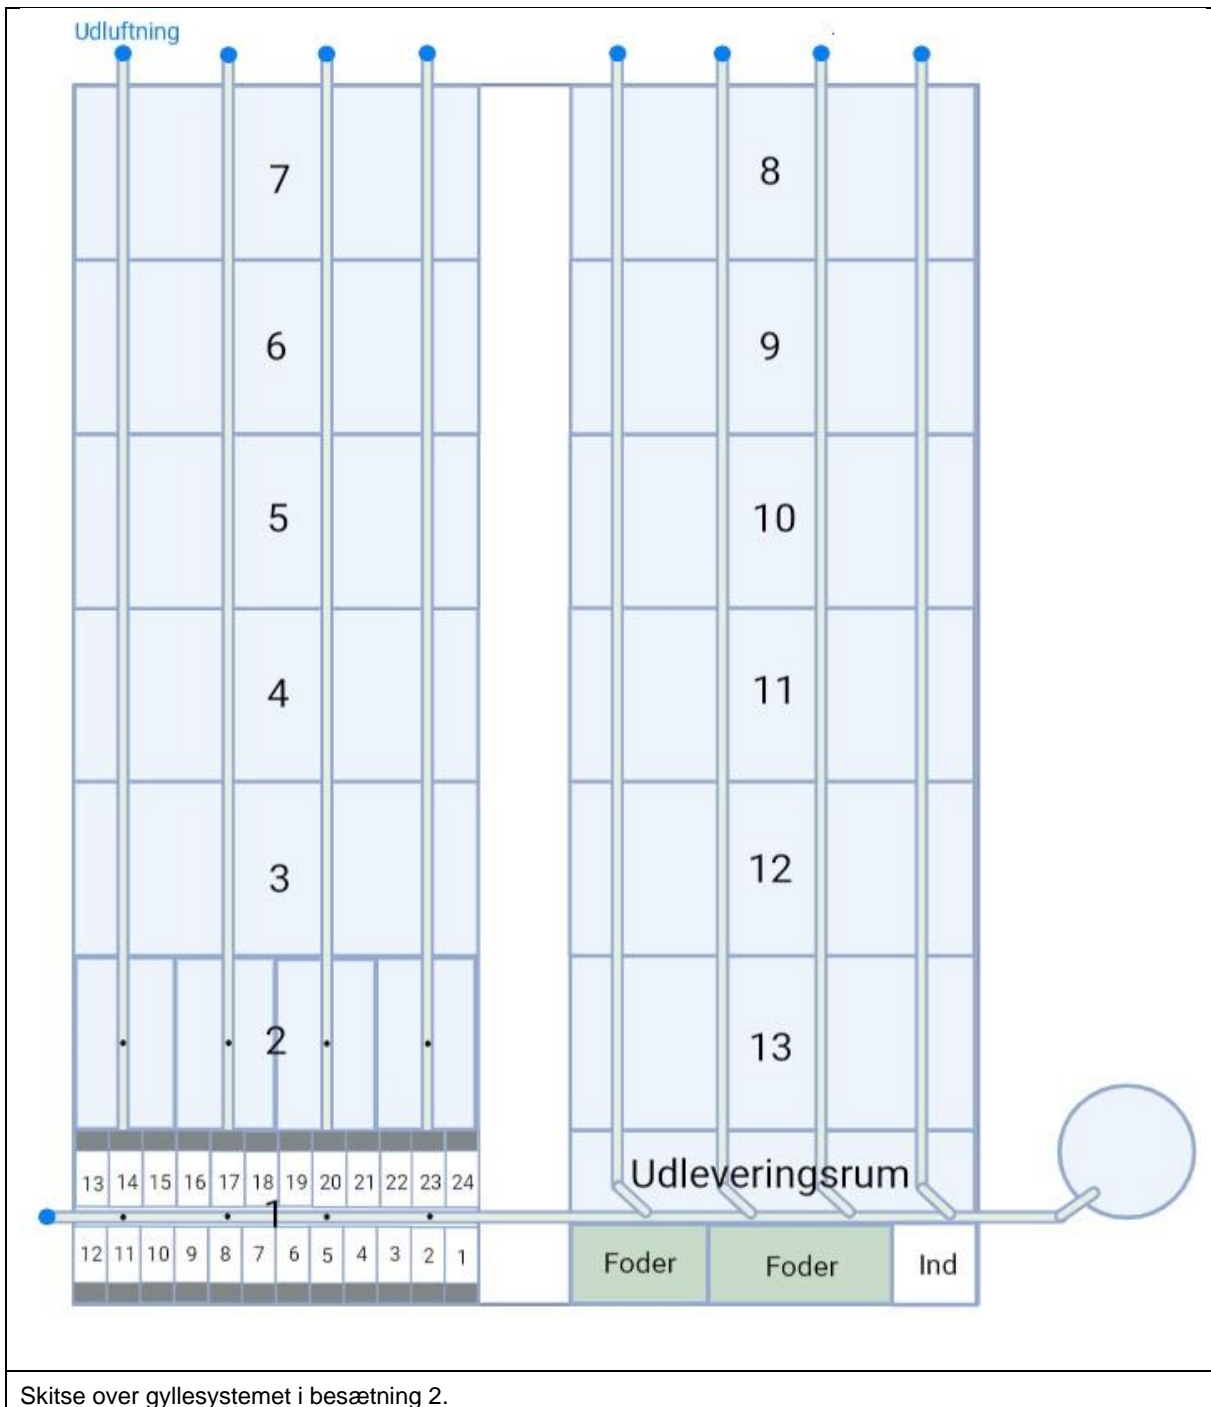 Udluftning
7 8
6 9
5 10
4 11
3 12
2 13
13 14 15 16 17 18 19 20 21 22 23 24 Udleveringsrum
1
12 11 10 9 8 7 6 5 4 3 2 1 Foder Foder Ind
Skitse over gyllesystemet i besætning 2.